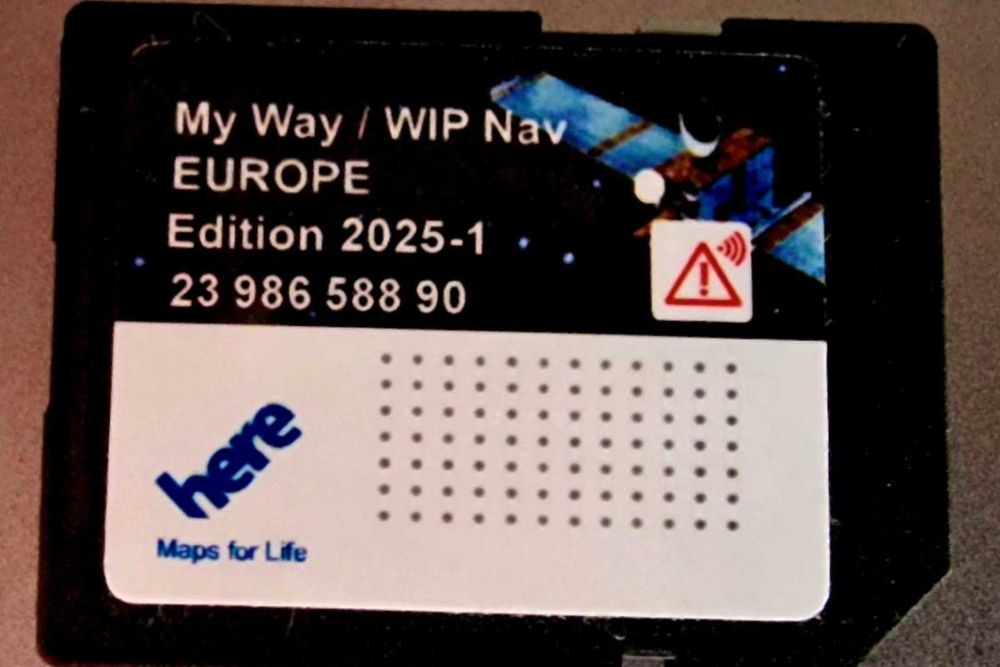 My Way / WIP Nav
EUROPE
Edition 2025-1
23 986 588 90
here
Maps for Life